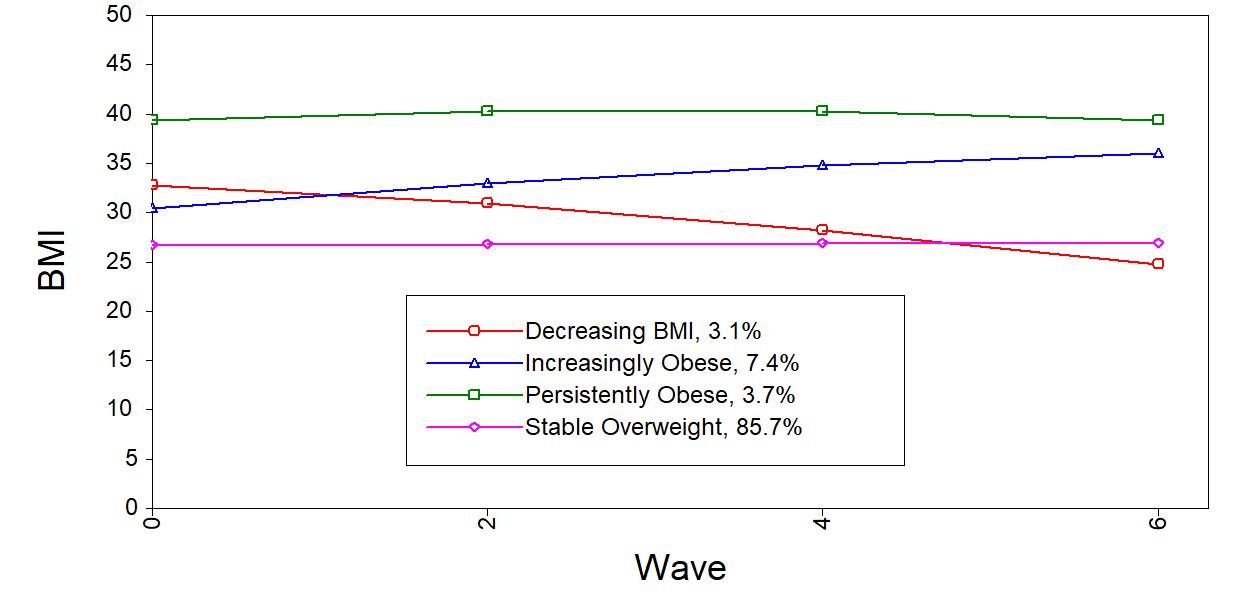 50
45
40
35
30
25
20
15
10
5
0
BMI
Decreasing BMI, 3.1%
Increasingly Obese, 7.4%
Persistently Obese, 3.7%
Stable Overweight, 85.7%
0 2 4 6
Wave